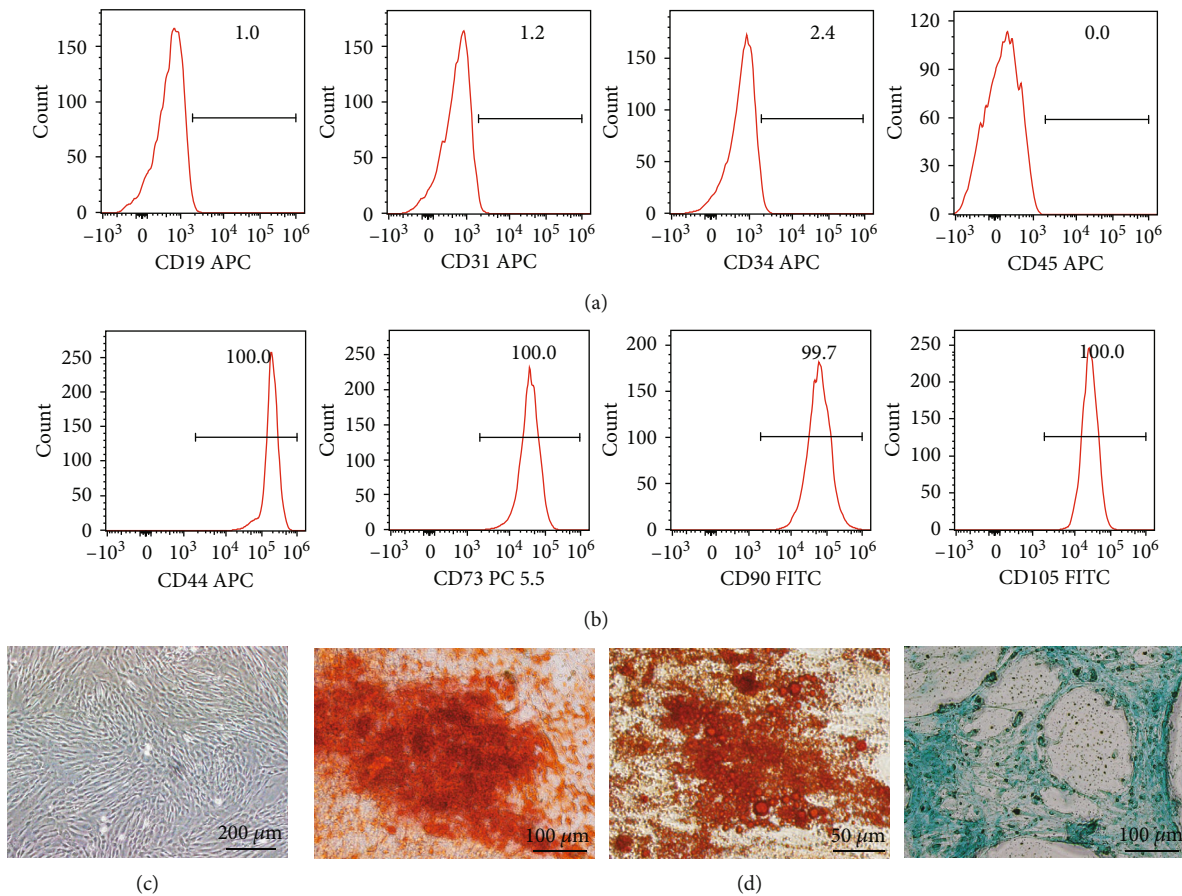 1.0
150
100
50
0
Count
−10³ 0 10³ 10⁴ 10⁵ 10⁶
CD19 APC
1.2
150
100
50
0
Count
−10³ 0 10³ 10⁴ 10⁵ 10⁶
CD31 APC
2.4
150
100
50
0
Count
−10³ 0 10³ 10⁴ 10⁵ 10⁶
CD34 APC
0.0
120
90
60
30
0
Count
−10³ 0 10³ 10⁴ 10⁵ 10⁶
CD45 APC
(a)
100.0
250
200
150
100
50
0
Count
−10³ 0 10³ 10⁴ 10⁵ 10⁶
CD44 APC
100.0
250
200
150
100
50
0
Count
−10³ 0 10³ 10⁴ 10⁵ 10⁶
CD73 PC 5.5
99.7
200
150
100
50
0
Count
−10³ 0 10³ 10⁴ 10⁵ 10⁶
CD90 FITC
100.0
250
200
150
100
50
0
Count
−10³ 0 10³ 10⁴ 10⁵ 10⁶
CD105 FITC
(b)
200 μm
100 μm
50 μm
100 μm
(c)
(d)